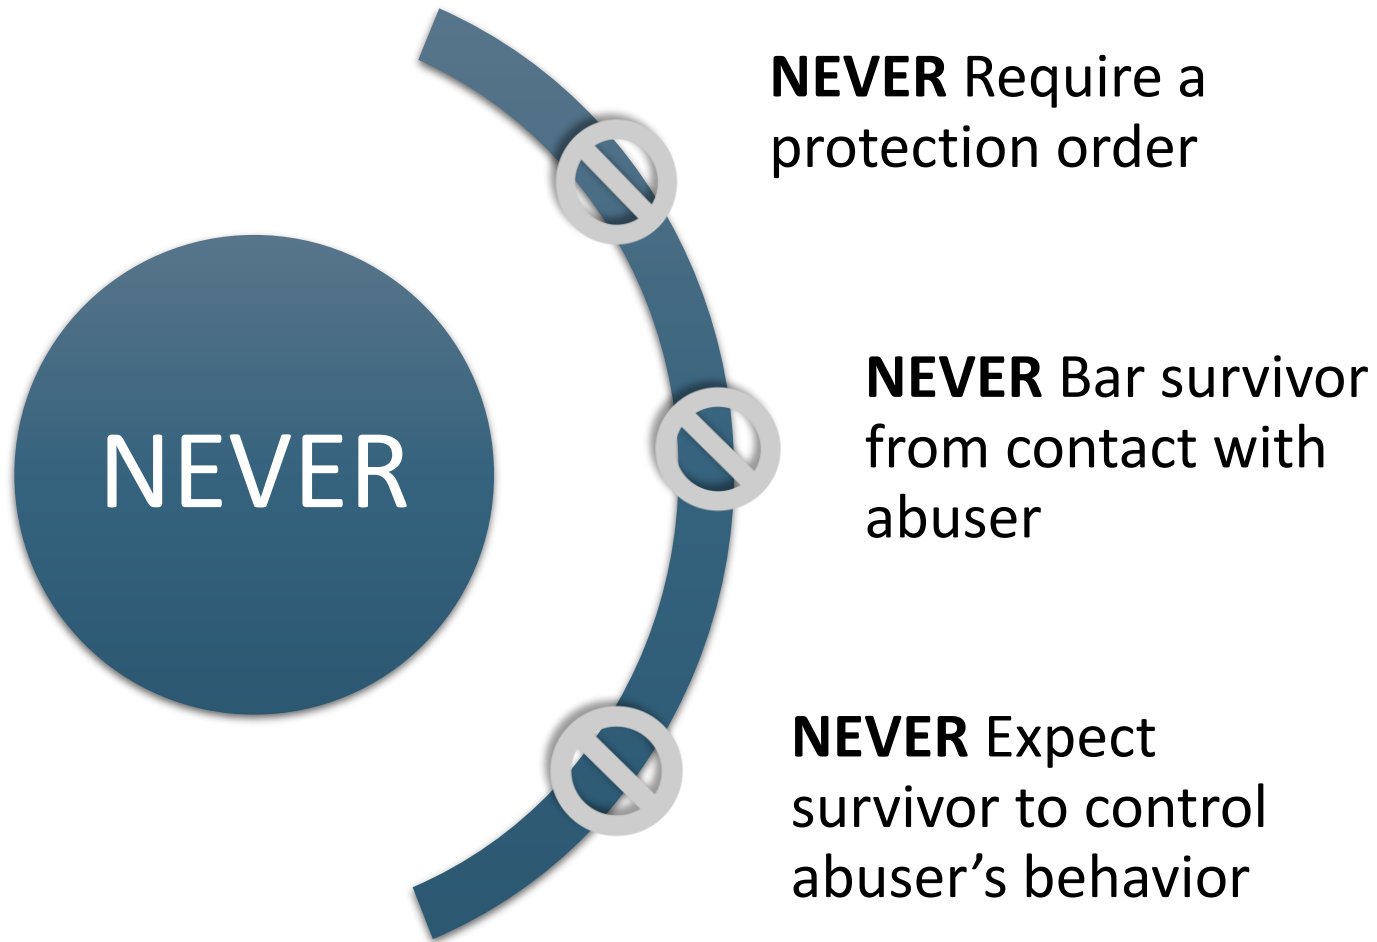 NEVER
NEVER Require a
protection order
NEVER Bar survivor
from contact with
abuser
NEVER Expect
survivor to control
abuser’s behavior